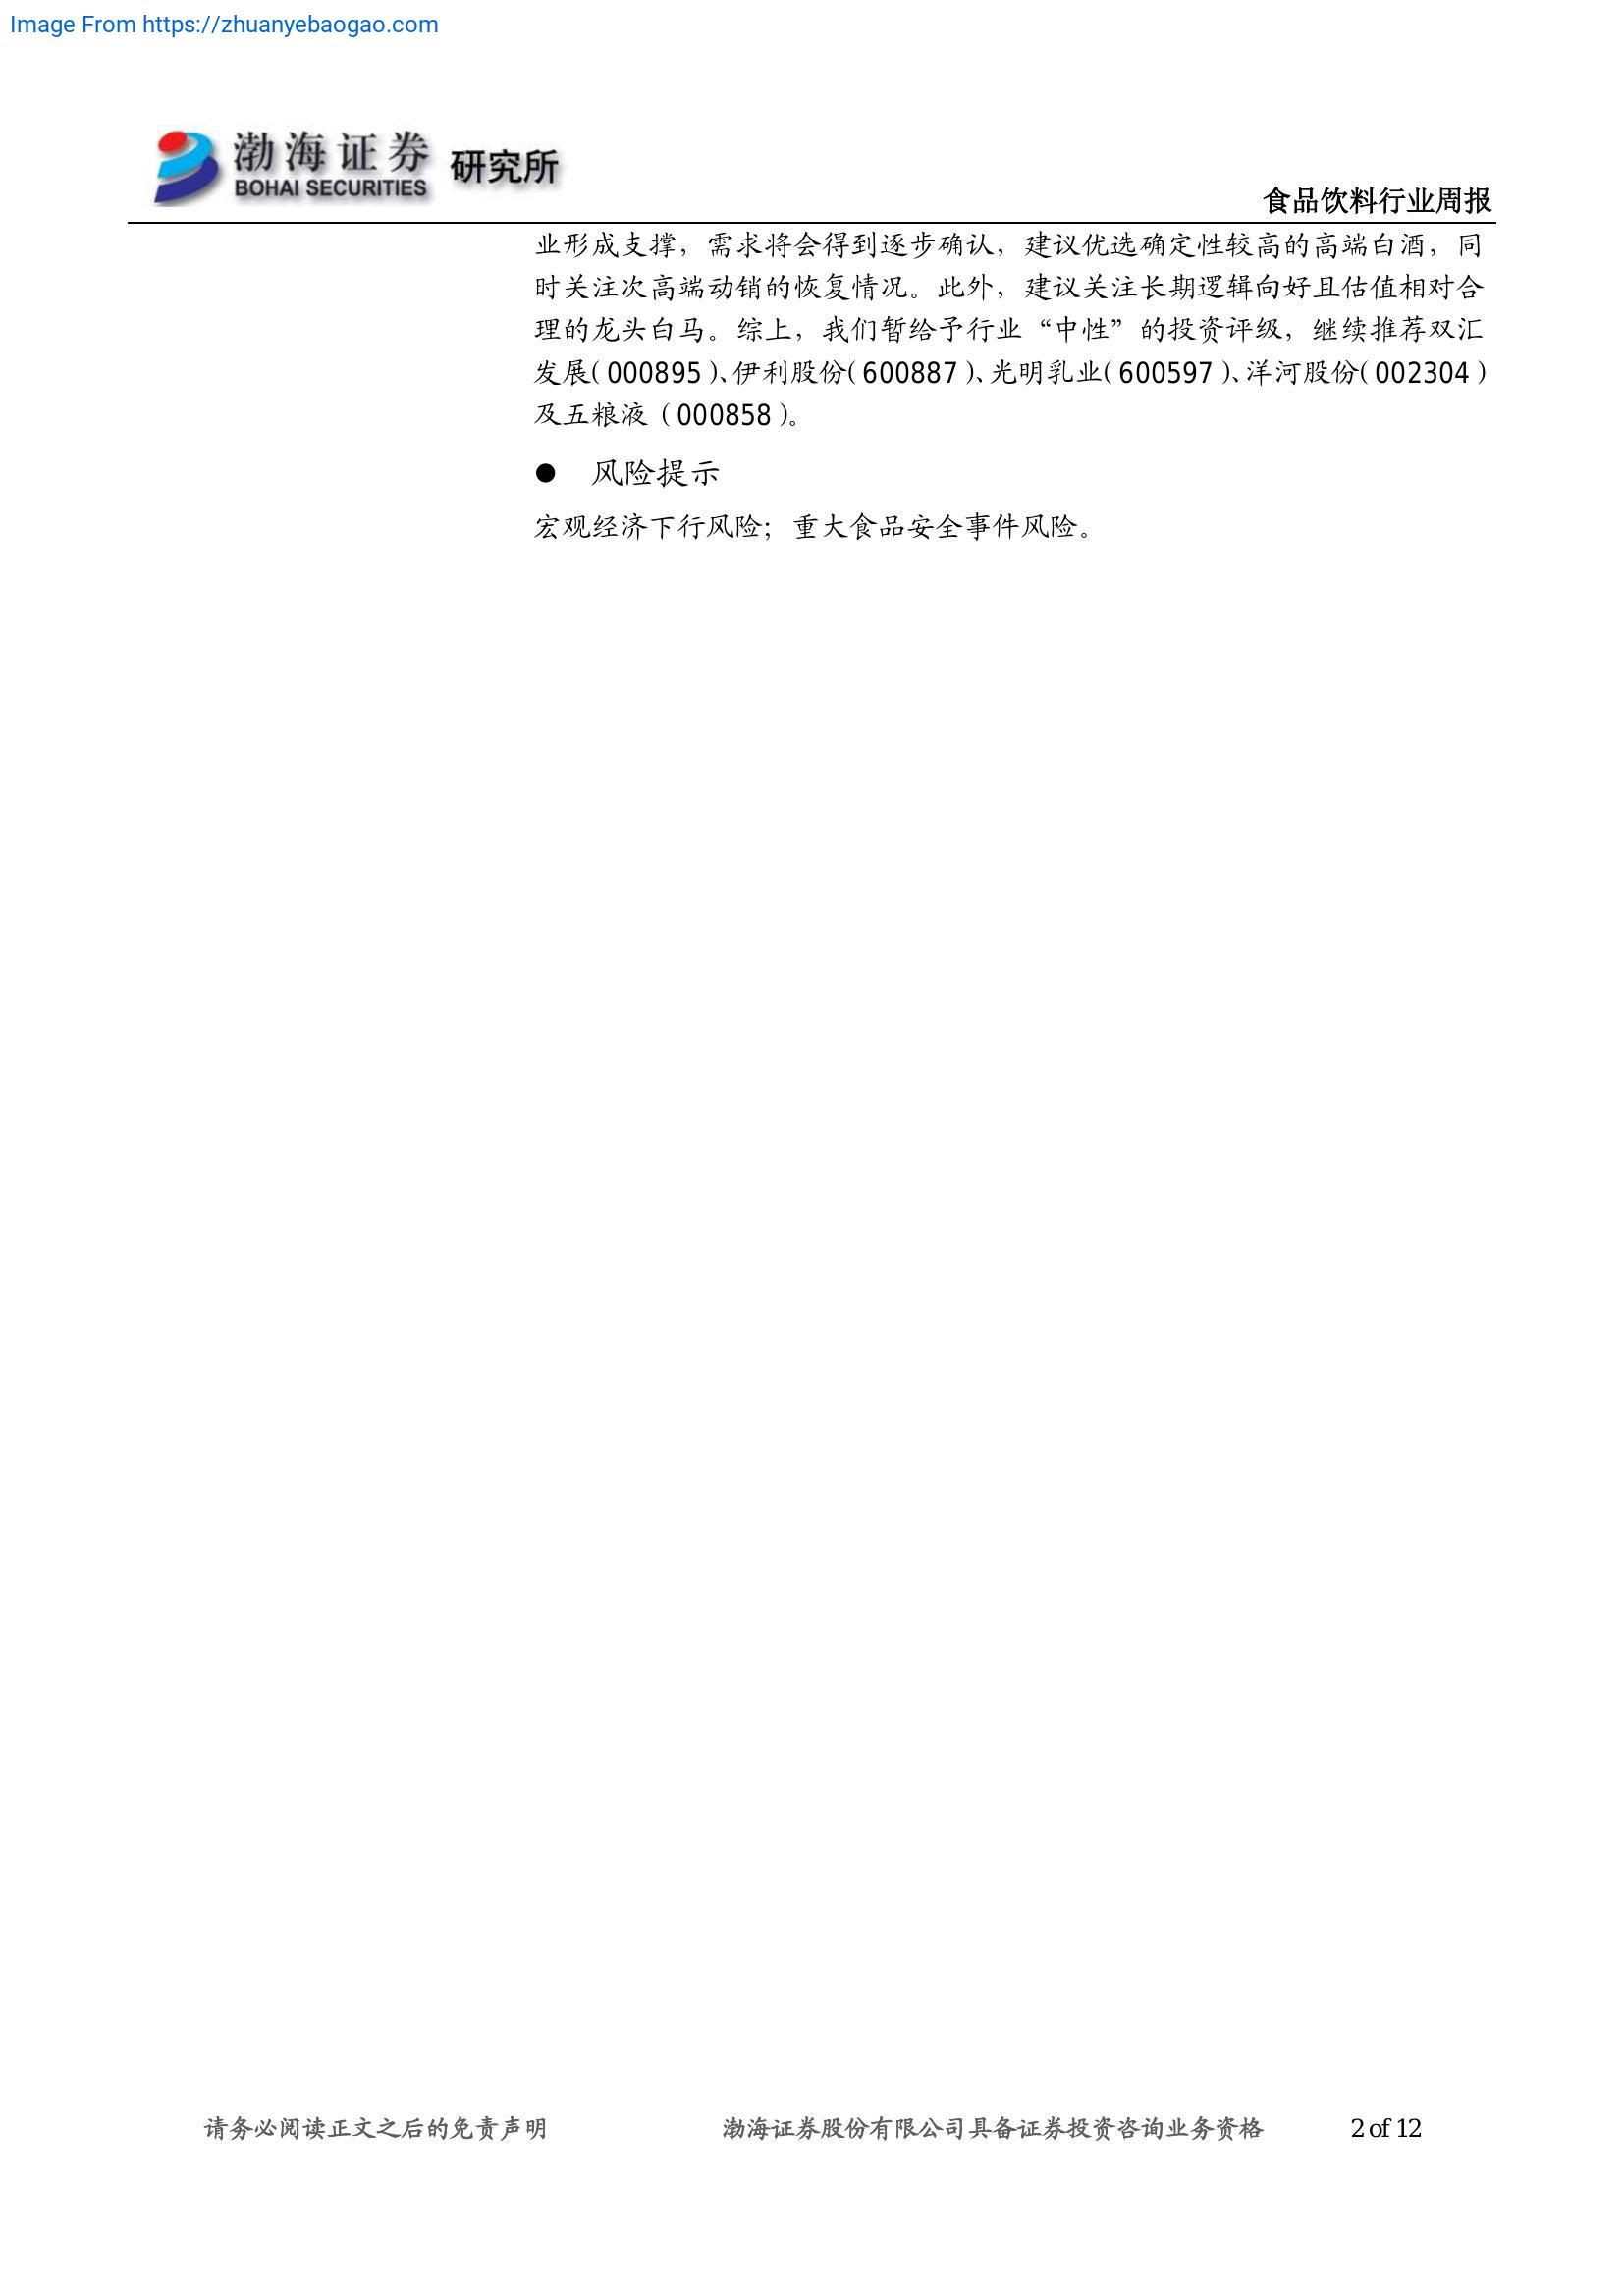 Image From https://zhuanyebaogao.com
渤海证券 研究所
BOHAI SECURITIES
食品饮料行业周报
业形成支撑，需求将会得到逐步确认，建议优选确定性较高的高端白酒，同
时关注次高端动销的恢复情况。此外，建议关注长期逻辑向好且估值相对合
理的龙头白马。综上，我们暂给予行业“中性”的投资评级，继续推荐双汇
发展(000895)、伊利股份(600887)、光明乳业(600597)、洋河股份(002304)
及五粮液（000858）。
● 风险提示
宏观经济下行风险；重大食品安全事件风险。
请务必阅读正文之后的免责声明 渤海证券股份有限公司具备证券投资咨询业务资格 2 of 12